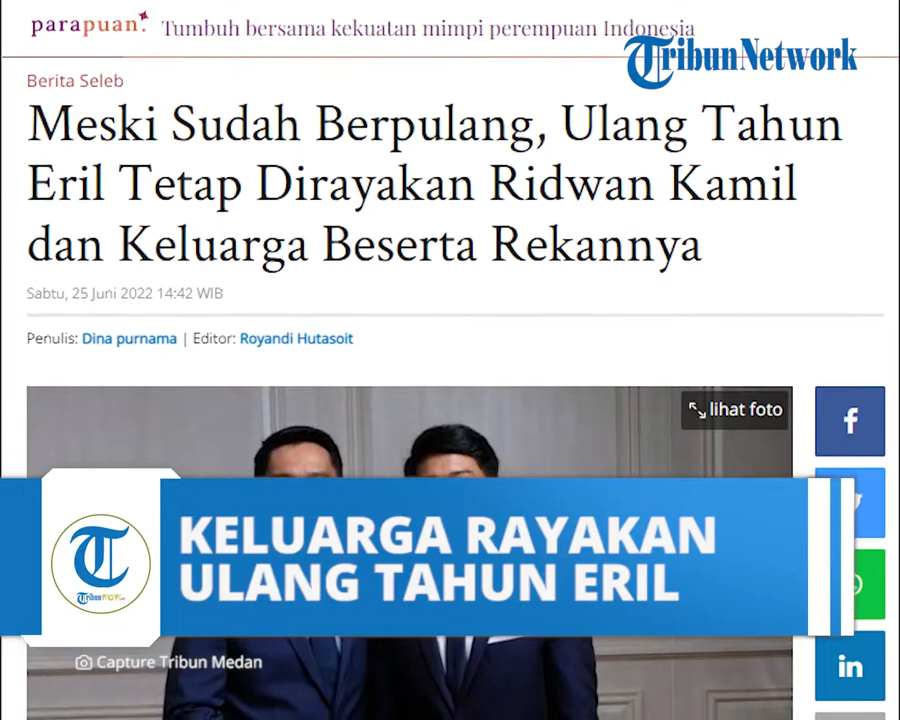 parapuan.
Tumbuh bersama kekuatan mimpi perempuan Indonesia
TribunNetwork
Berita Seleb
Meski Sudah Berpulang, Ulang Tahun
Eril Tetap Dirayakan Ridwan Kamil
dan Keluarga Beserta Rekannya
Sabtu, 25 Juni 2022 14:42 WIB
Penulis: Dina purnama | Editor: Royandi Hutasoit
lihat foto
f
KELUARGA RAYAKAN
ULANG TAHUN ERIL
T
Capture Tribun Medan
in